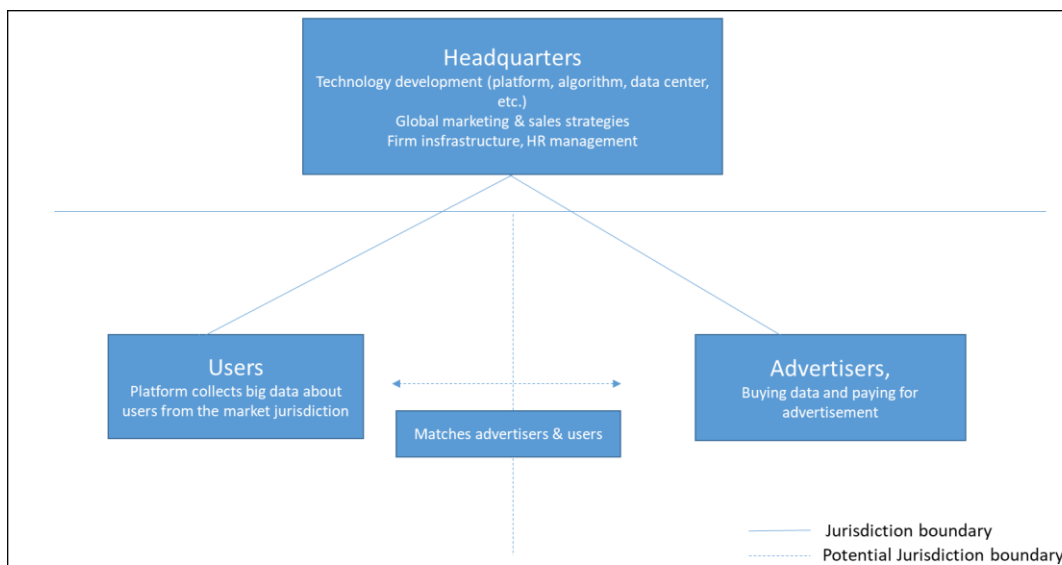 Headquarters
Technology development (platform, algorithm, data center,
etc.)
Global marketing & sales strategies
Firm insfrastructure, HR management
Users
Platform collects big data about
users from the market jurisdiction
Advertisers,
Buying data and paying for
advertisement
Matches advertisers & users
Jurisdiction boundary
Potential Jurisdiction boundary